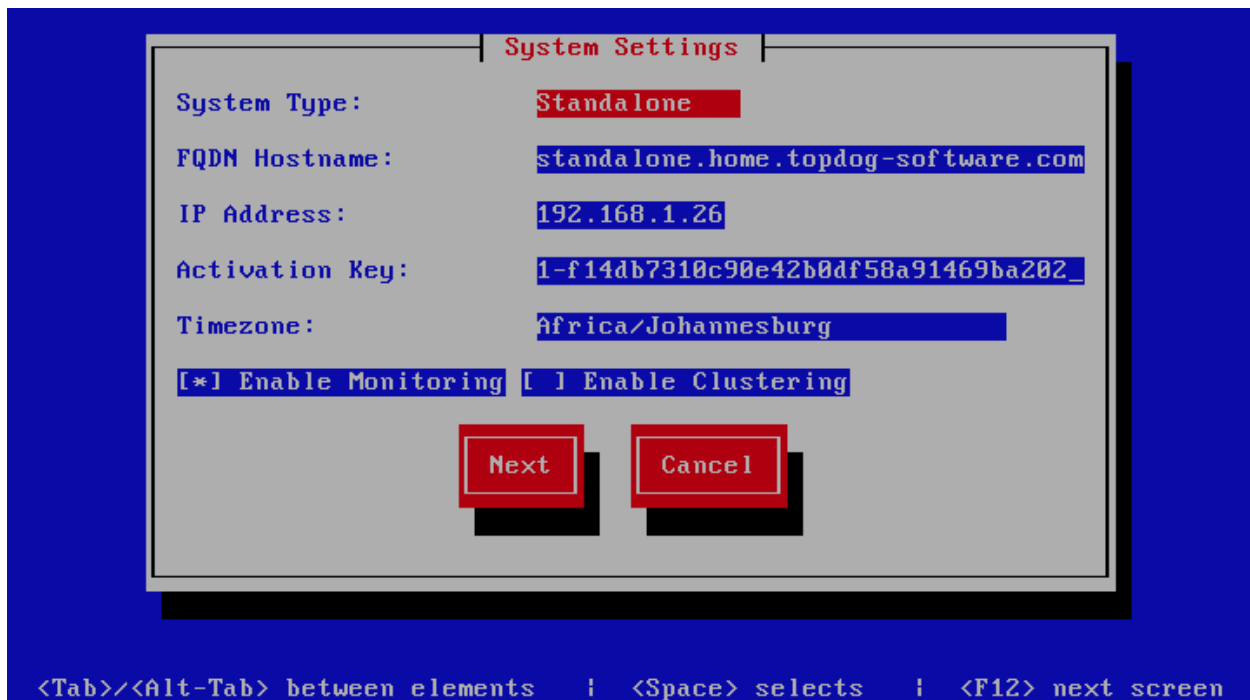 System Settings
System Type: Standalone
FQDN Hostname: standalone.home.topdog-software.com
IP Address: 192.168.1.26
Activation Key: 1-f14db7310c90e42b0df58a91469ba202_
Timezone: Africa/Johannesburg
[*] Enable Monitoring [ ] Enable Clustering
Next Cancel
<Tab>/<Alt-Tab> between elements | <Space> selects | <F12> next screen